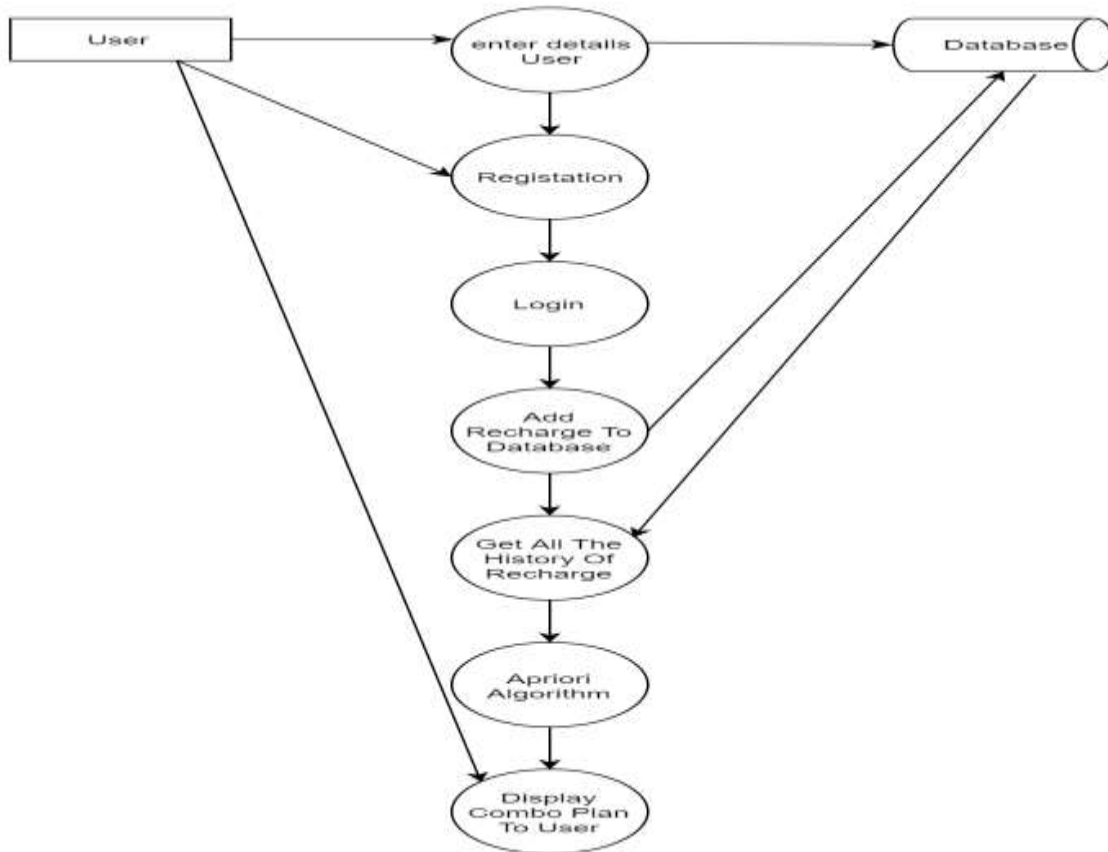 User
enter details
User
Database
Registation
Login
Add
Recharge To
Database
Get All The
History Of
Recharge
Apriori
Algorithm
Display
Combo Plan
To User